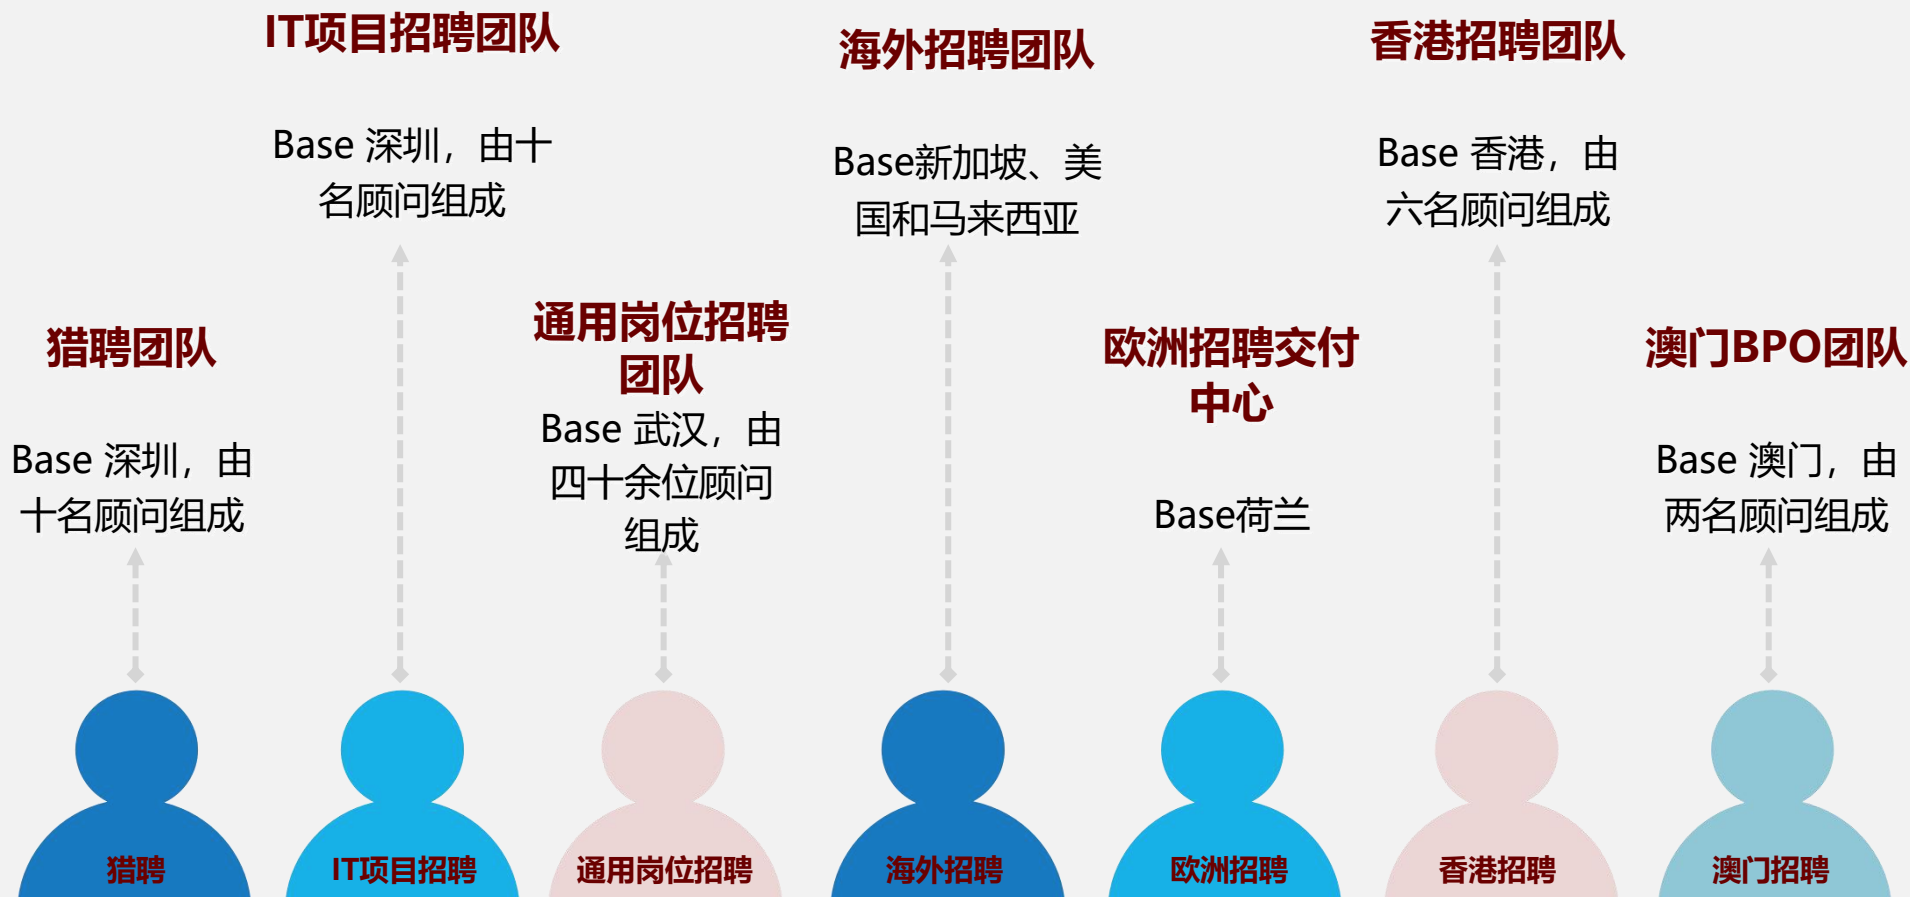 IT项目招聘团队
Base 深圳，由十
名顾问组成
海外招聘团队
Base新加坡、美
国和马来西亚
香港招聘团队
Base 香港，由
六名顾问组成
猎聘团队
Base 深圳，由
十名顾问组成
通用岗位招聘
团队
Base 武汉，由
四十余位顾问
组成
欧洲招聘交付
中心
Base荷兰
澳门BPO团队
Base 澳门，由
两名顾问组成
猎聘
IT项目招聘
通用岗位招聘
海外招聘
欧洲招聘
香港招聘
澳门招聘